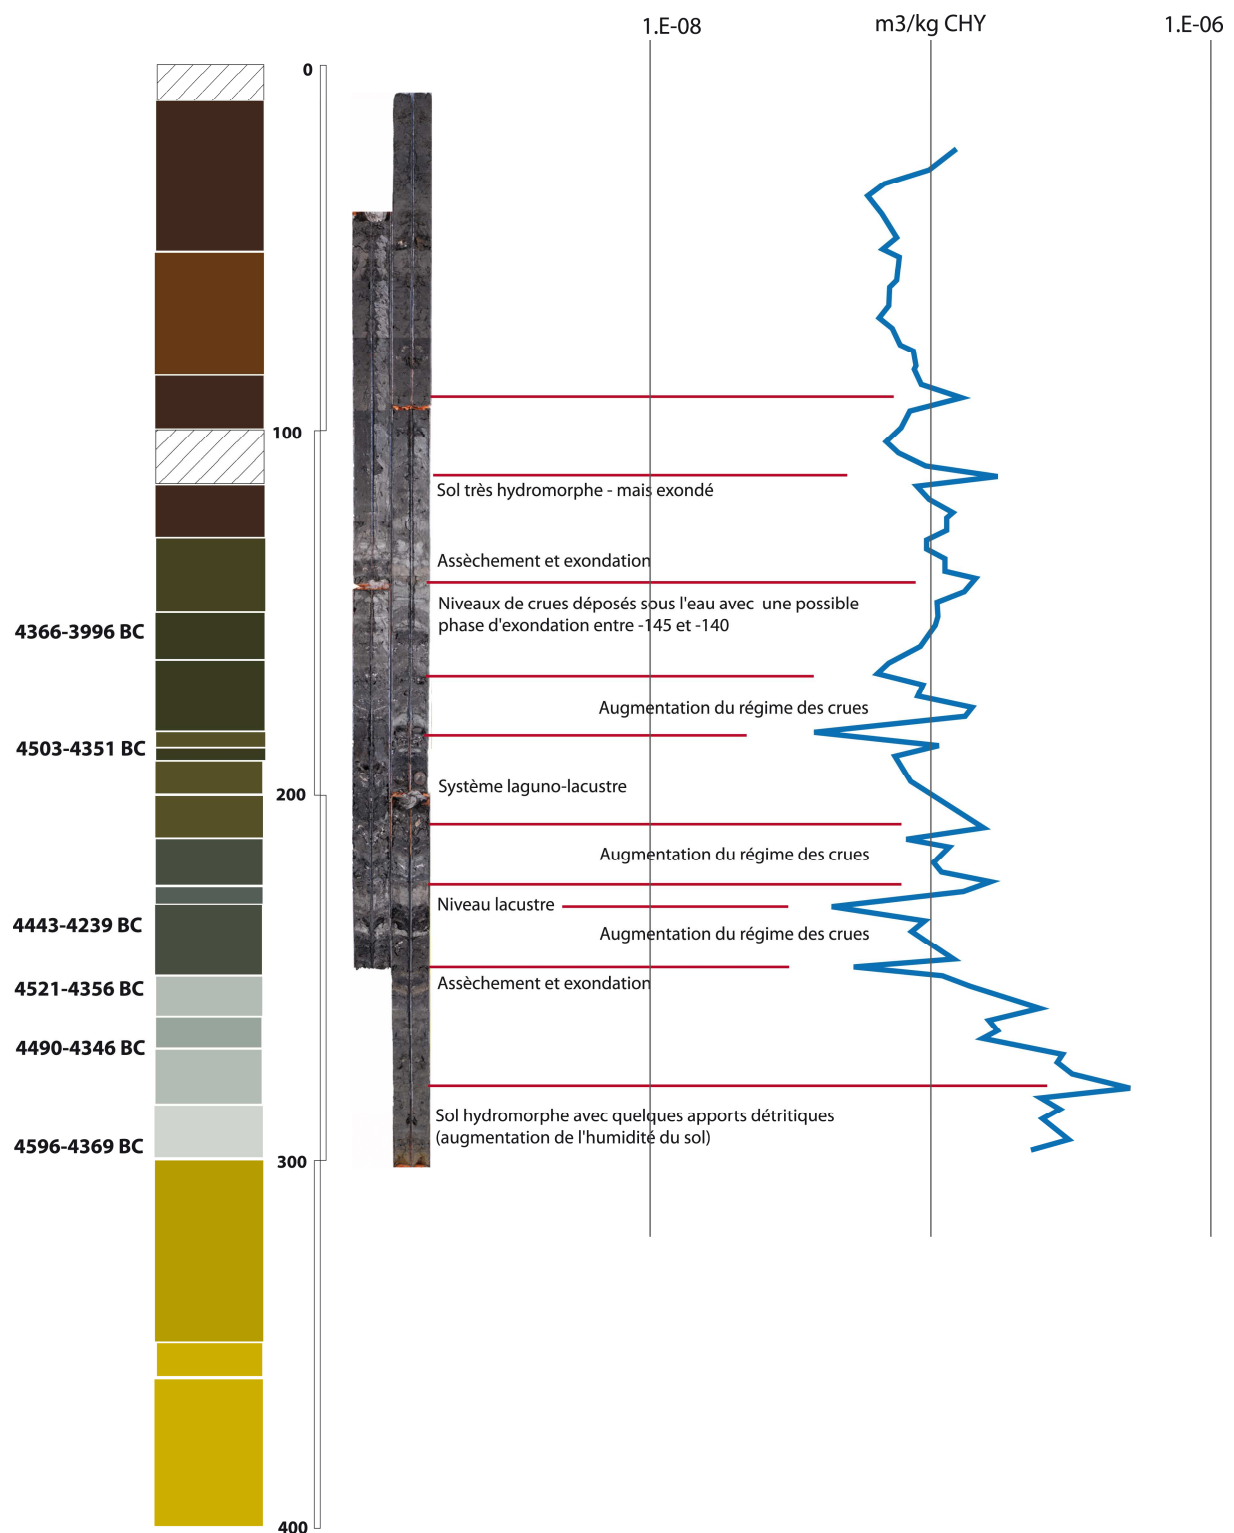 1.E-08
m3/kg CHY
1.E-06
0
100
Sol très hydromorphe - mais exondé
Assèchement et exondation
Niveaux de crues déposés sous l'eau avec une possible
phase d'exondation entre -145 et -140
4366-3996 BC
Augmentation du régime des crues
4503-4351 BC
Système laguno-lacustre
200
Augmentation du régime des crues
Niveau lacustre
4443-4239 BC
Augmentation du régime des crues
Assèchement et exondation
4521-4356 BC
4490-4346 BC
Sol hydromorphe avec quelques apports détritiques
(augmentation de l'humidité du sol)
4596-4369 BC
300
400